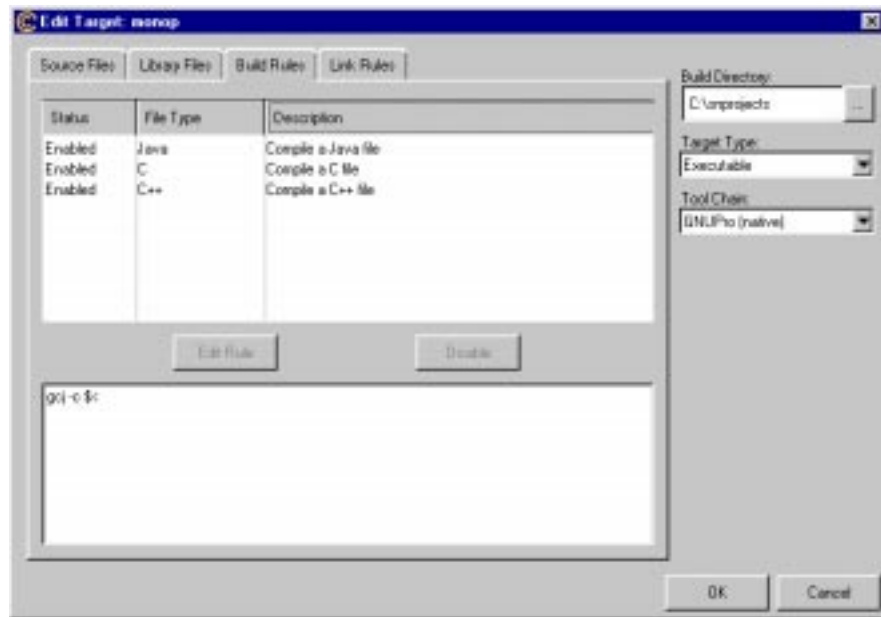 Edit Target: monop
Source Files Library Files Build Rules Link Rules
Status File Type Description
Enabled Java Compile a Java file
Enabled C Compile a C file
Enabled C++ Compile a C++ file
Edit Rule Disable
gcj -c $<
Build Directory:
C:\snprojects
...
Target Type:
Executable
Tool Chain:
GNUPro (native)
OK Cancel